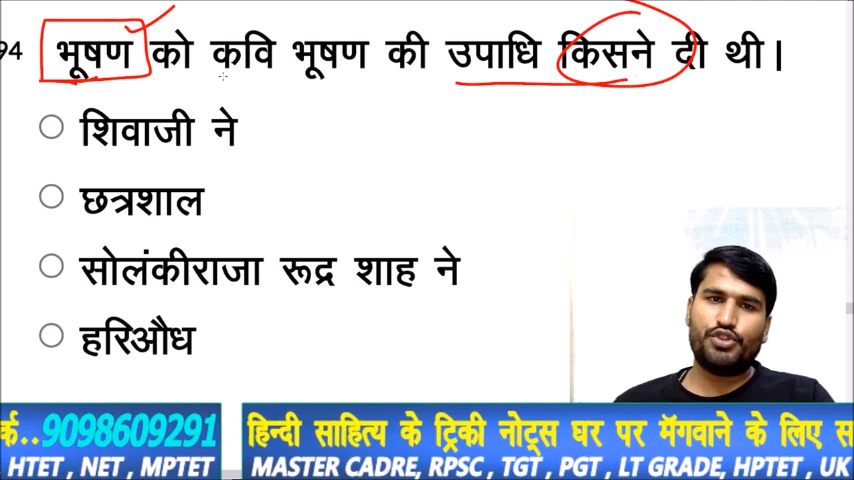 94 भूषण को कवि भूषण की उपाधि किसने दी थी।
शिवाजी ने
छत्रशाल
सोलंकीराजा रूद्र शाह ने
हरिऔध
र्क..9098609291 हिन्दी साहित्य के ट्रिकी नोट्स घर पर मॅगवाने के लिए स
HTET , NET , MPTET MASTER CADRE, RPSC , TGT , PGT , LT GRADE, HPTET , UK